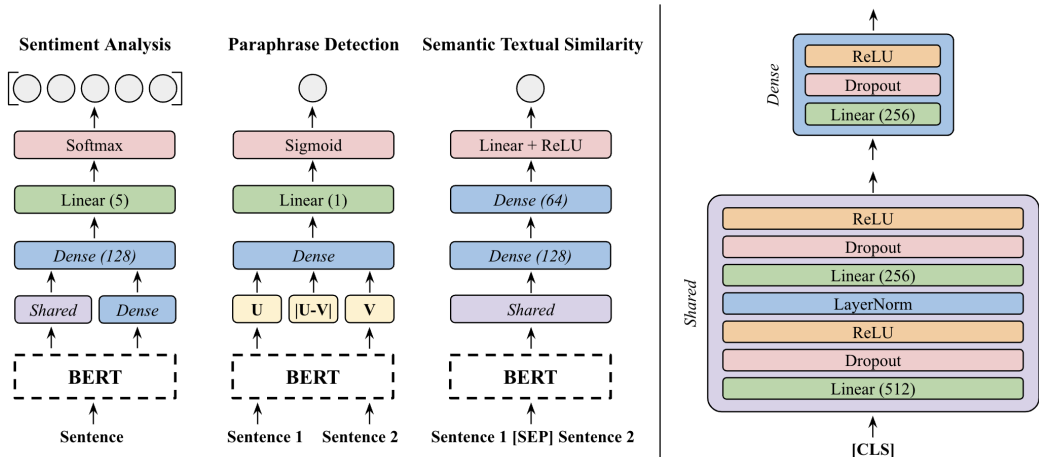 Sentiment Analysis
Softmax
Linear (5)
Dense (128)
Shared
Dense
BERT
Sentence
Paraphrase Detection
Sigmoid
Linear (1)
Dense
U
|U-V|
V
BERT
Sentence 1
Sentence 2
Semantic Textual Similarity
Linear + ReLU
Dense (64)
Dense (128)
Shared
BERT
Sentence 1 [SEP] Sentence 2
Dense
ReLU
Dropout
Linear (256)
Shared
ReLU
Dropout
Linear (256)
LayerNorm
ReLU
Dropout
Linear (512)
[CLS]